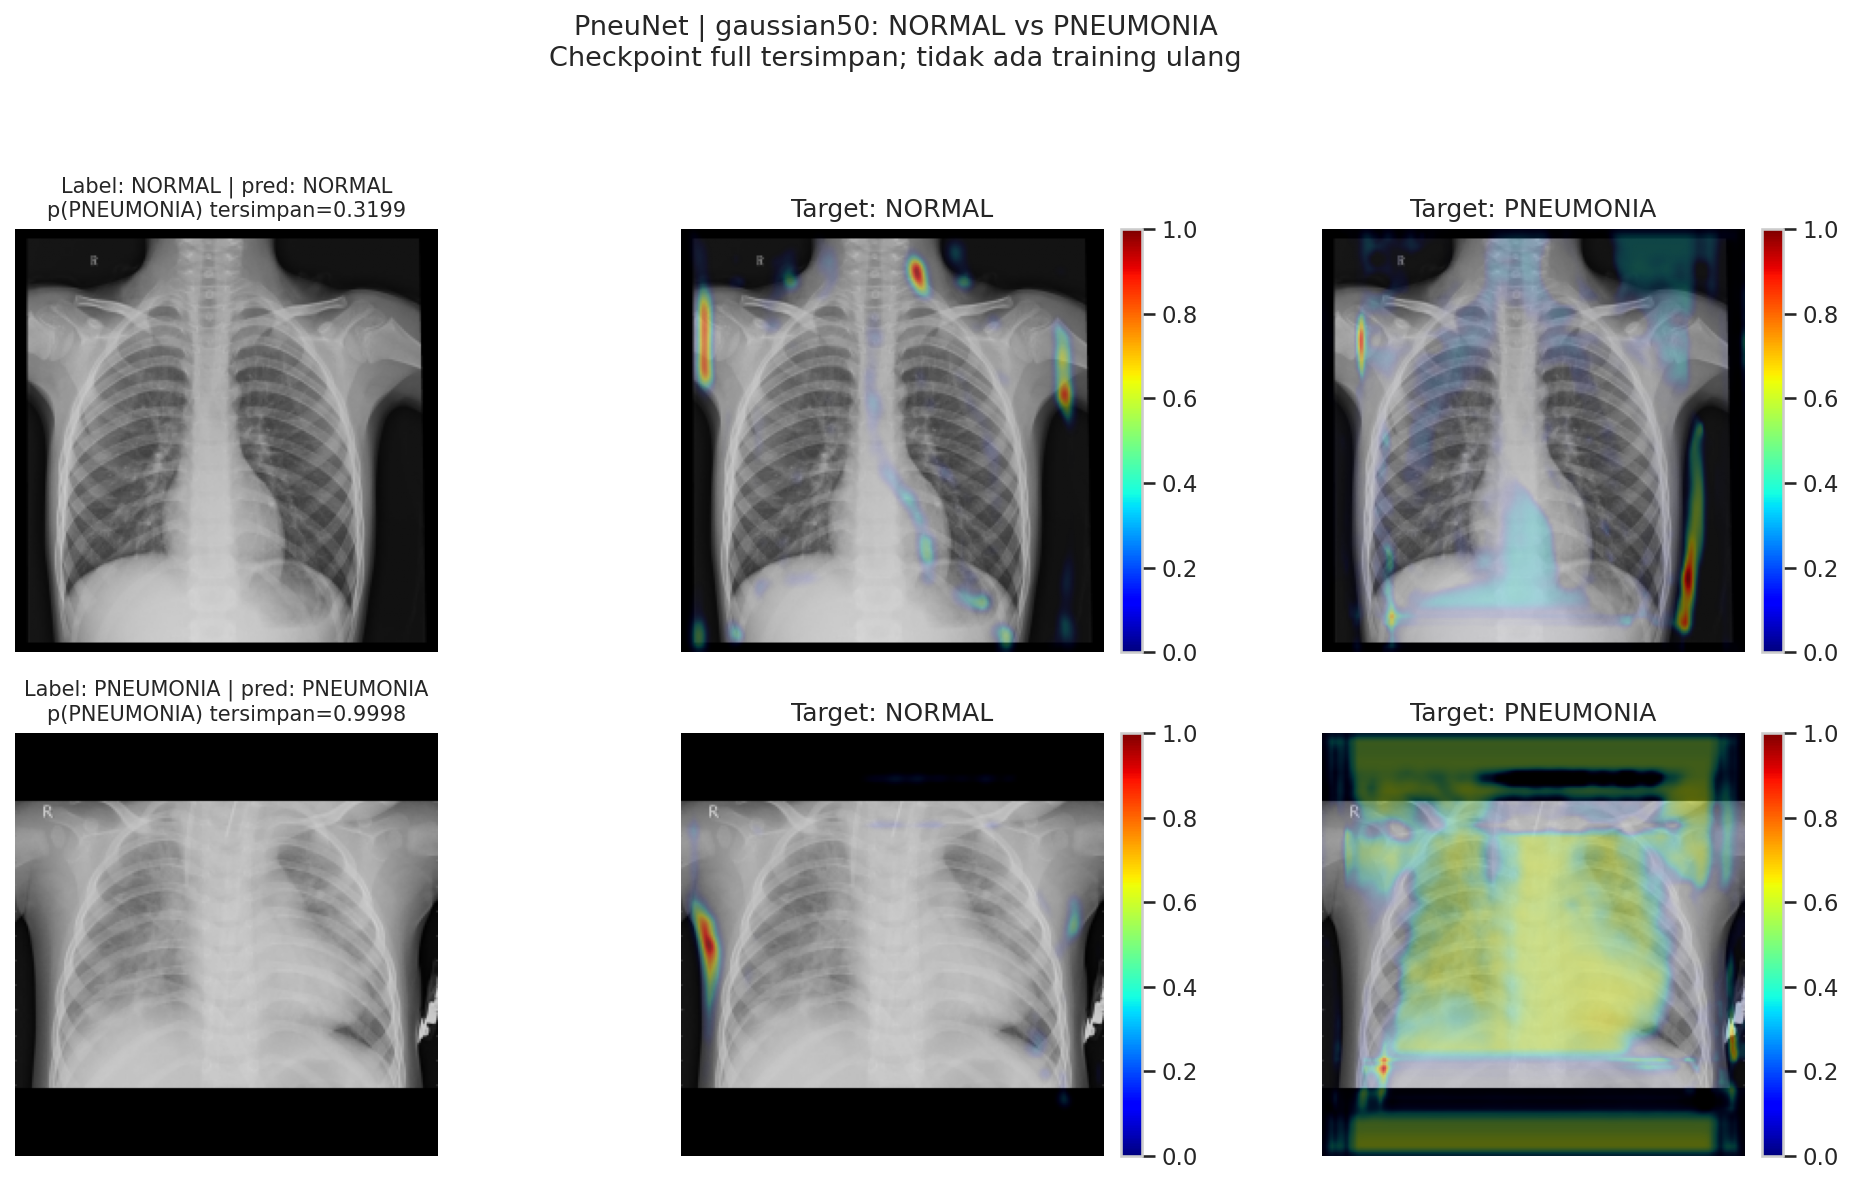 PneuNet | gaussian50: NORMAL vs PNEUMONIA
Checkpoint full tersimpan; tidak ada training ulang
Label: NORMAL | pred: NORMAL
p(PNEUMONIA) tersimpan=0.3199
Target: NORMAL
Target: PNEUMONIA
R
R
1.0
0.8
0.6
0.4
0.2
0.0
R
1.0
0.8
0.6
0.4
0.2
0.0
Label: PNEUMONIA | pred: PNEUMONIA
p(PNEUMONIA) tersimpan=0.9998
Target: NORMAL
Target: PNEUMONIA
R
R
1.0
0.8
0.6
0.4
0.2
0.0
R
1.0
0.8
0.6
0.4
0.2
0.0